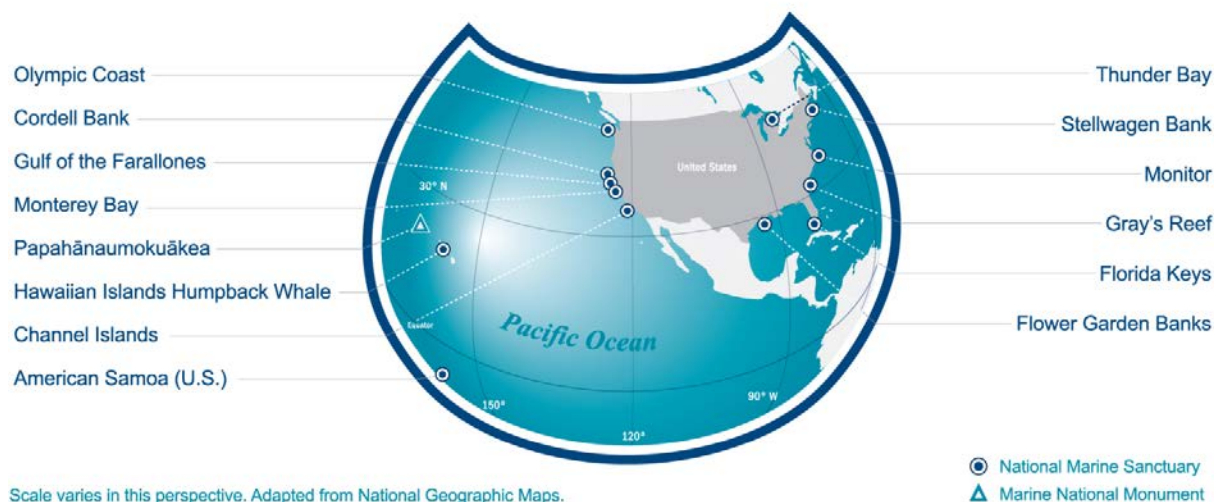 Olympic Coast
Cordell Bank
Gulf of the Farallones
Monterey Bay
Papahānaumokuākea
Hawaiian Islands Humpback Whale
Channel Islands
American Samoa (U.S.)
30° N
United States
Equator
Pacific Ocean
150°
120°
90° W
Thunder Bay
Stellwagen Bank
Monitor
Gray's Reef
Florida Keys
Flower Garden Banks
National Marine Sanctuary
Marine National Monument
Scale varies in this perspective. Adapted from National Geographic Maps.